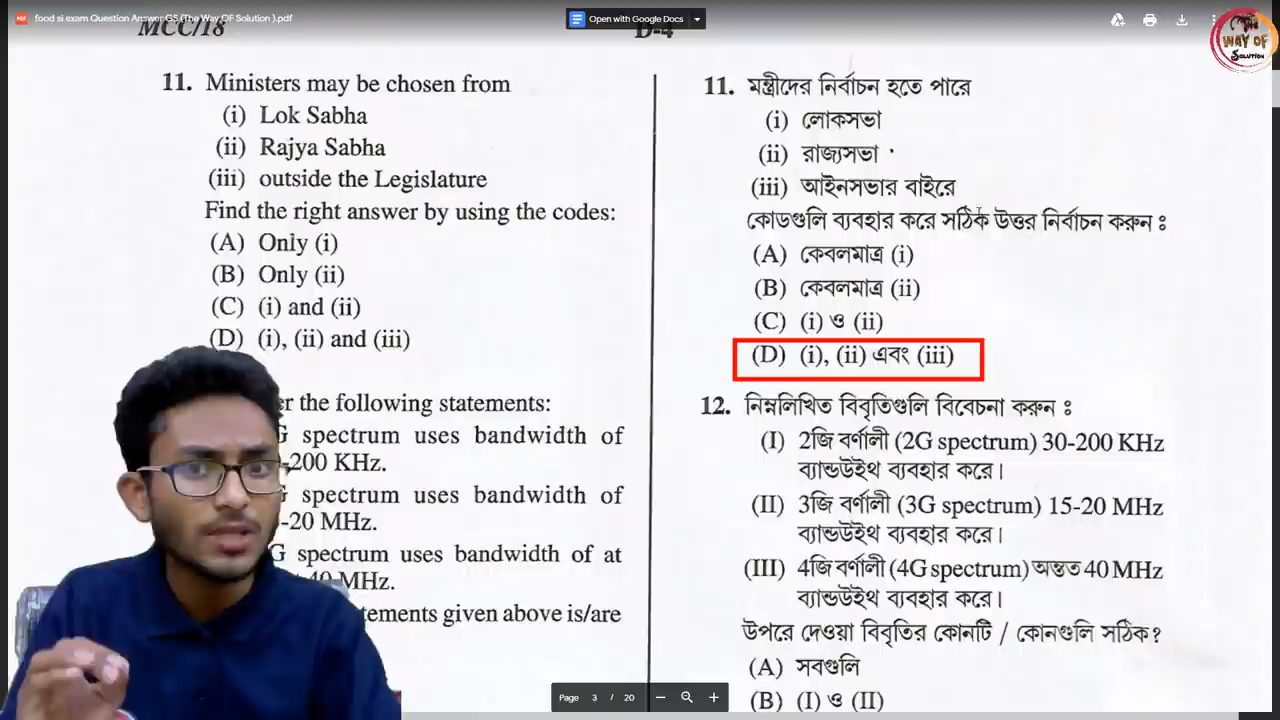 food si exam Question Answer GS (The Way OF Solution ).pdf
Open with Google Docs
WAY OF
SOLUTION
MCC/18
D-4
11. Ministers may be chosen from
(i) Lok Sabha
(ii) Rajya Sabha
(iii) outside the Legislature
Find the right answer by using the codes:
(A) Only (i)
(B) Only (ii)
(C) (i) and (ii)
(D) (i), (ii) and (iii)
r the following statements:
G spectrum uses bandwidth of
-200 KHz.
G spectrum uses bandwidth of
-20 MHz.
G spectrum uses bandwidth of at
40 MHz.
tements given above is/are
11. মন্ত্রীদের নির্বাচন হতে পারে
(i) লোকসভা
(ii) রাজ্যসভা
(iii) আইনসভার বাইরে
কোডগুলি ব্যবহার করে সঠিক উত্তর নির্বাচন করুন ঃ
(A) কেবলমাত্র (i)
(B) কেবলমাত্র (ii)
(C) (i) ও (ii)
(D) (i), (ii) এবং (iii)
12. নিম্নলিখিত বিবৃতিগুলি বিবেচনা করুন ঃ
(I) 2জি বর্ণালী (2G spectrum) 30-200 KHz
ব্যান্ডউইথ ব্যবহার করে।
(II) 3জি বর্ণালী (3G spectrum) 15-20 MHz
ব্যান্ডউইথ ব্যবহার করে।
(III) 4জি বর্ণালী (4G spectrum) অন্তত 40 MHz
ব্যান্ডউইথ ব্যবহার করে।
উপরে দেওয়া বিবৃতির কোনটি / কোনগুলি সঠিক?
(A) সবগুলি
(B) (I) ও (II)
Page 3 / 20